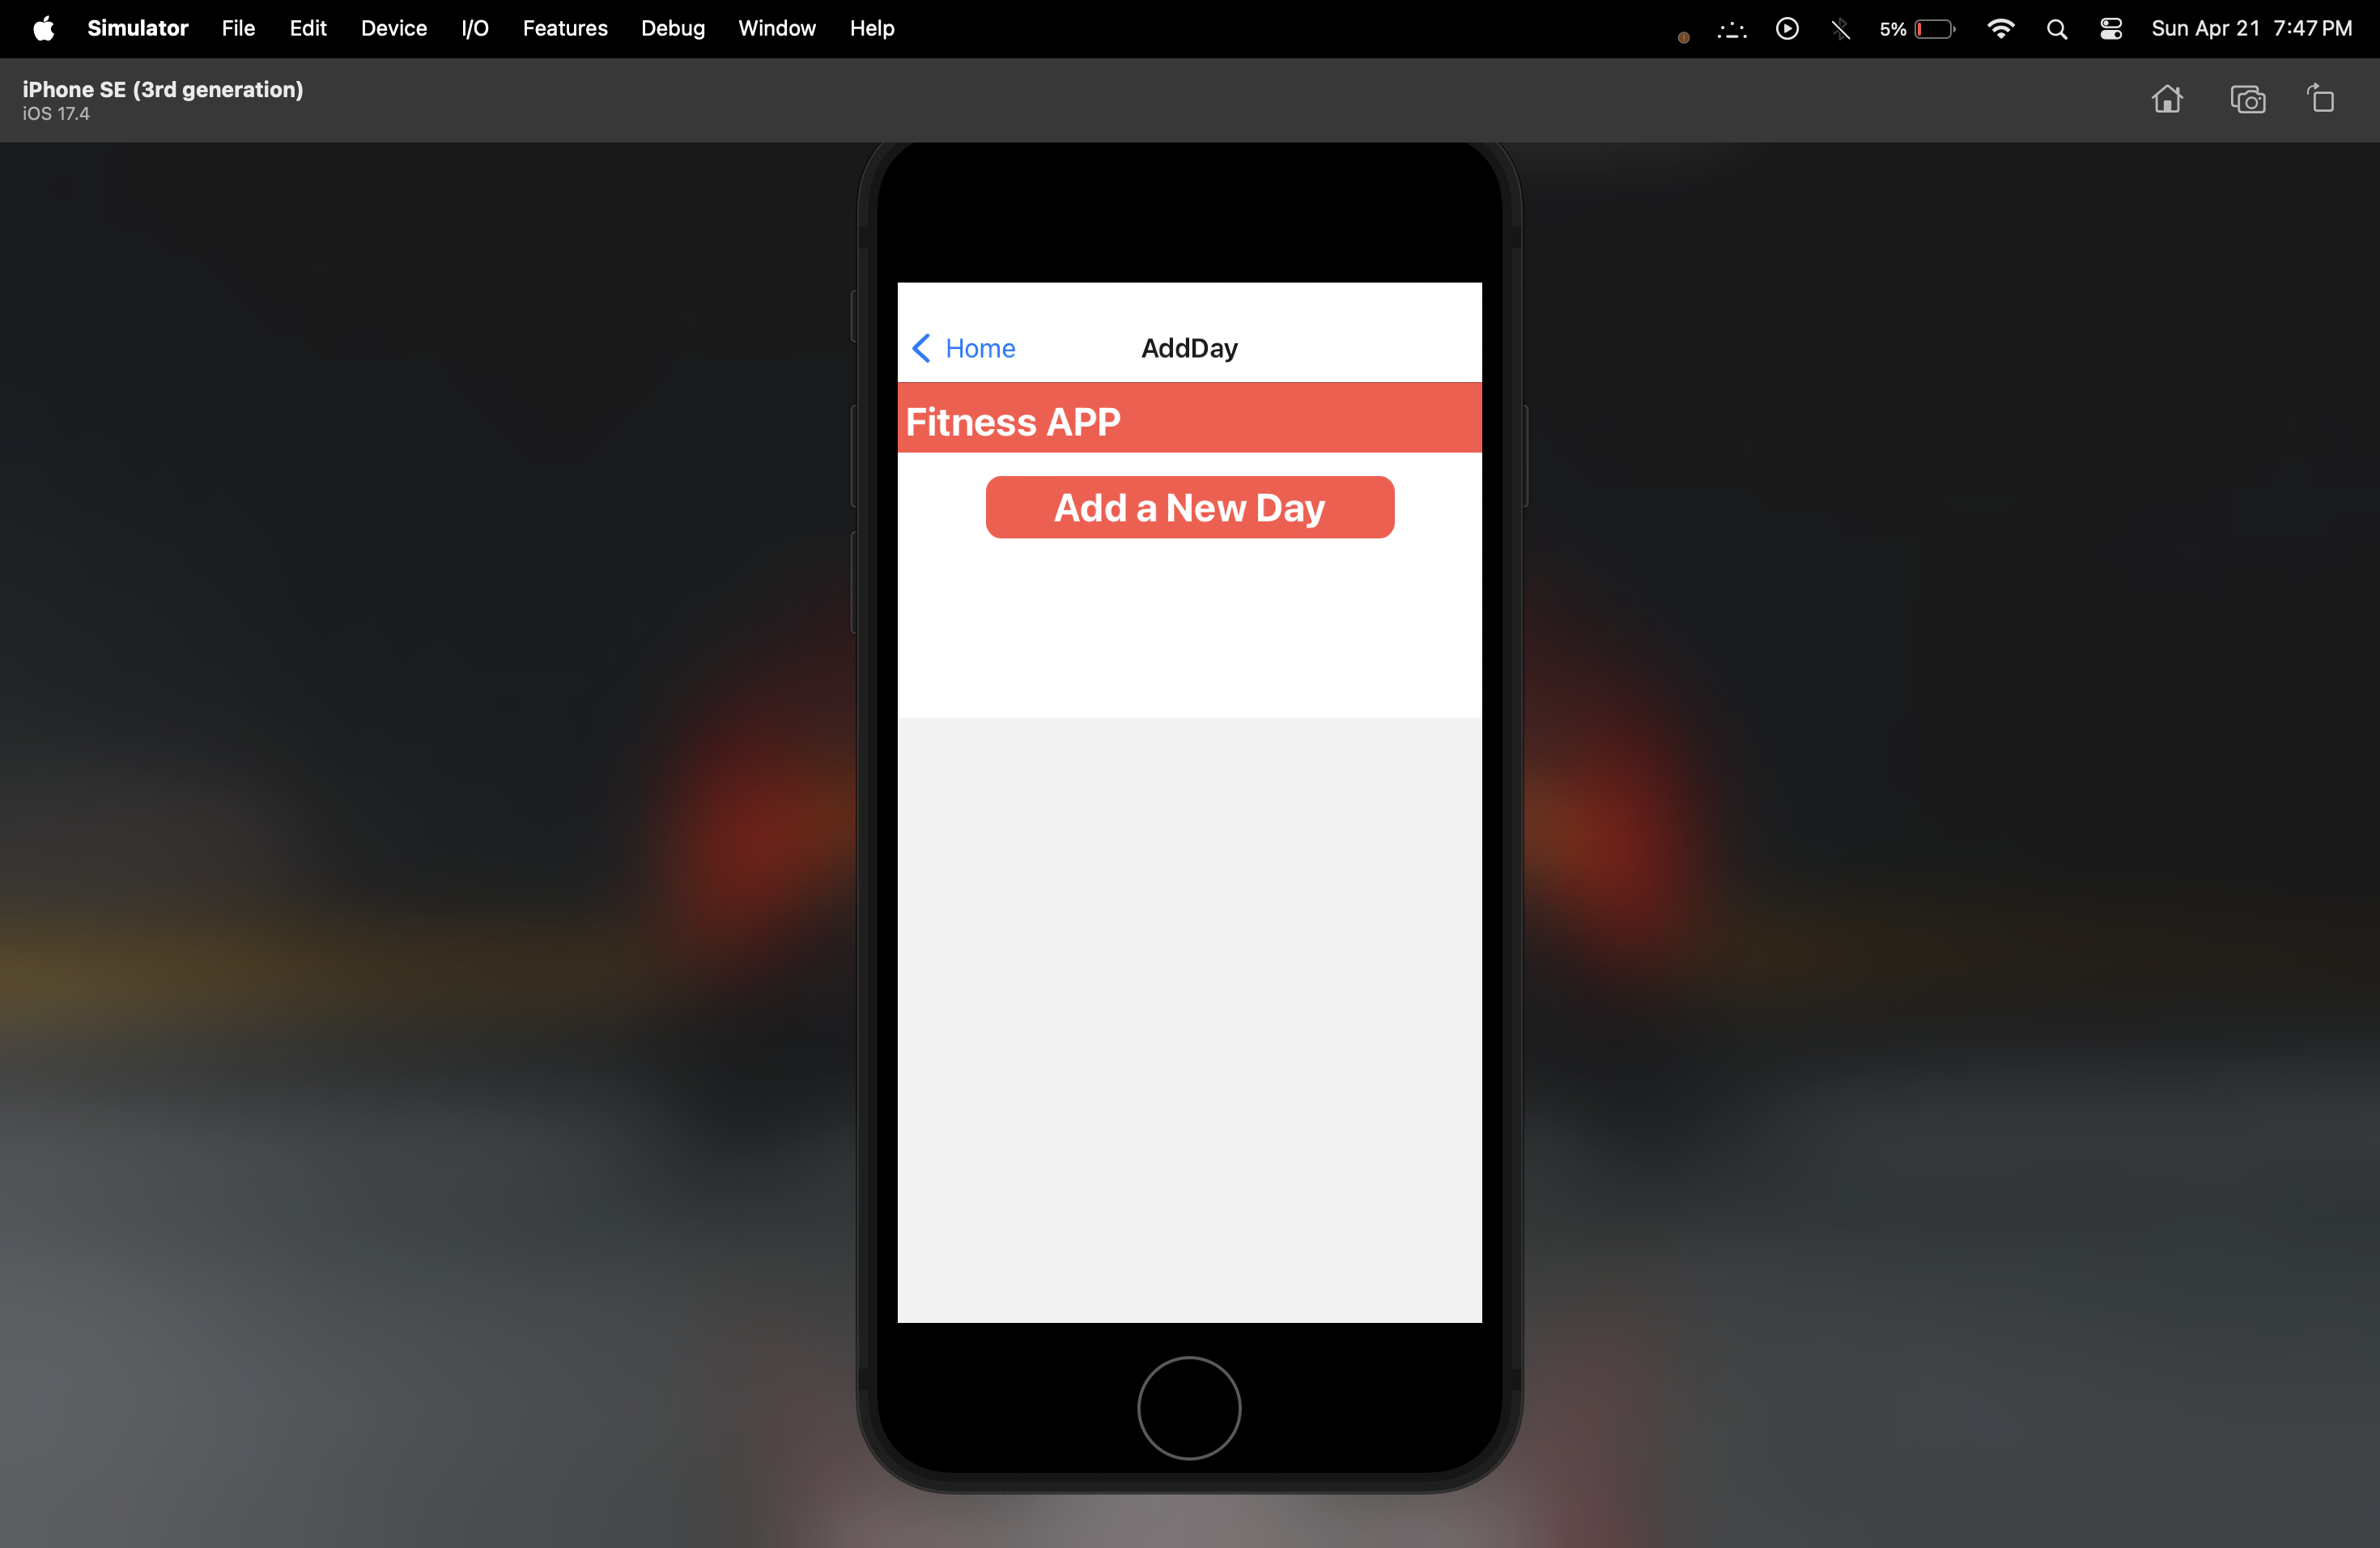 Simulator File Edit Device I/O Features Debug Window Help 5% Sun Apr 21 7:47 PM
iPhone SE (3rd generation)
iOS 17.4
Home AddDay
Fitness APP
Add a New Day